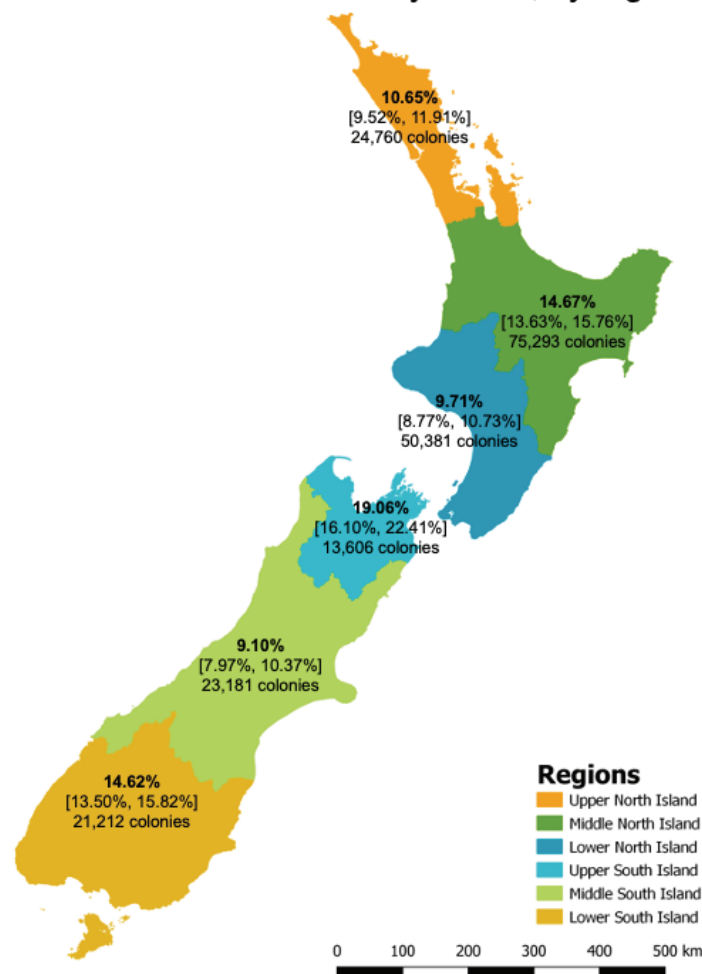 10.65%
[9.52%, 11.91%]
24,760 colonies
14.67%
[13.63%, 15.76%]
75,293 colonies
9.71%
[8.77%, 10.73%]
50,381 colonies
19.06%
[16.10%, 22.41%]
13,606 colonies
9.10%
[7.97%, 10.37%]
23,181 colonies
14.62%
[13.50%, 15.82%]
21,212 colonies
Regions
Upper North Island
Middle North Island
Lower North Island
Upper South Island
Middle South Island
Lower South Island
0 100 200 300 400 500 km